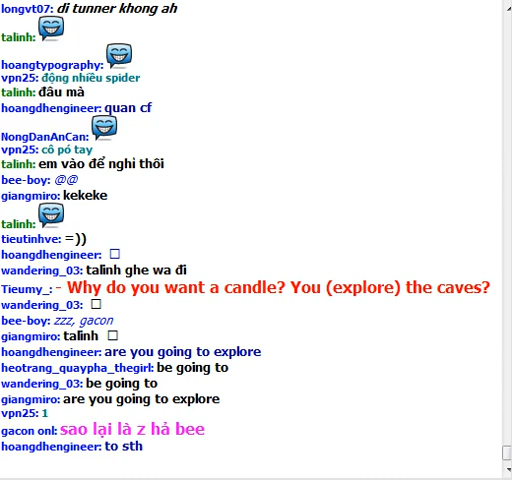 longvt07: di tunner khong ah
talinh:
hoangtypography:
vpn25: động nhiều spider
talinh: đâu mà
hoangdhengineer: quan cf
NongDanAnCan:
vpn25: cô pó tay
talinh: em vào để nghi thôi
bee-boy: @@
giangmiro: kekeke
talinh:
tieutinhve: =))
hoangdhengineer: □
wandering_03: talinh ghe wa đi
Tieumy_: - Why do you want a candle? You (explore) the caves?
wandering_03: □
bee-boy: zzz, gacon
giangmiro: talinh □
hoangdhengineer: are you going to explore
heotrang_quaypha_thegirl: be going to
wandering_03: be going to
giangmiro: are you going to explore
vpn25: 1
gacon onl: sao lại là z hả bee
hoangdhengineer: to sth